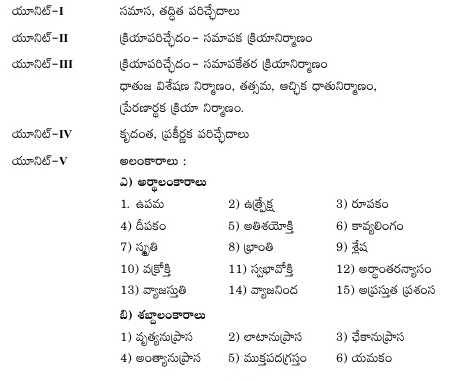 యూనిట్-I సమాస, తద్ధిత పరిచ్ఛేదాలు
యూనిట్-II క్రియాపరిచ్ఛేదం- సమాపక క్రియానిర్మాణం
యూనిట్-III క్రియాపరిచ్ఛేదం- సమాపకేతర క్రియానిర్మాణం
ధాతుజ విశేషణ నిర్మాణం, తత్సమ, ఆచ్ఛిక ధాతునిర్మాణం,
ప్రేరణార్థక క్రియా నిర్మాణం.
యూనిట్-IV కృదంత, ప్రకీర్ణక పరిచ్ఛేదాలు
యూనిట్-V అలంకారాలు :
ఎ) అర్థాలంకారాలు
1. ఉపమ 2) ఉత్ప్రేక్ష 3) రూపకం
4) దీపకం 5) అతిశయోక్తి 6) కావ్యలింగం
7) స్మృతి 8) భ్రాంతి 9) శ్లేష
10) వక్రోక్తి 11) స్వభావోక్తి 12) అర్థాంతరన్యాసం
13) వ్యాజస్తుతి 14) వ్యాజనింద 15) అప్రస్తుత ప్రశంస
బి) శబ్దాలంకారాలు
1) వృత్యనుప్రాస 2) లాటానుప్రాస 3) ఛేకానుప్రాస
4) అంత్యానుప్రాస 5) ముక్తపదగ్రస్తం 6) యమకం